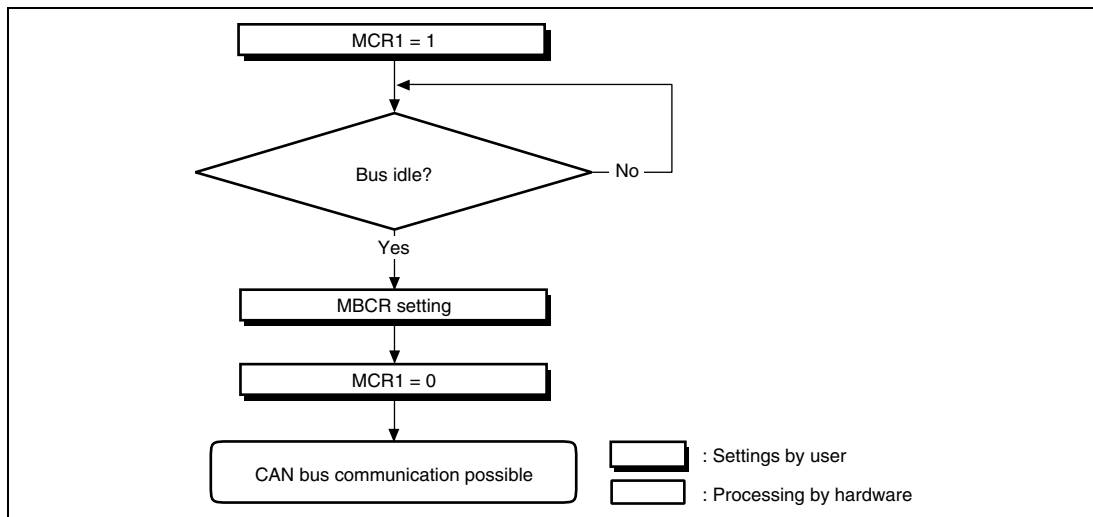 MCR1 = 1
Bus idle?
No
Yes
MBCR setting
MCR1 = 0
CAN bus communication possible
: Settings by user
: Processing by hardware